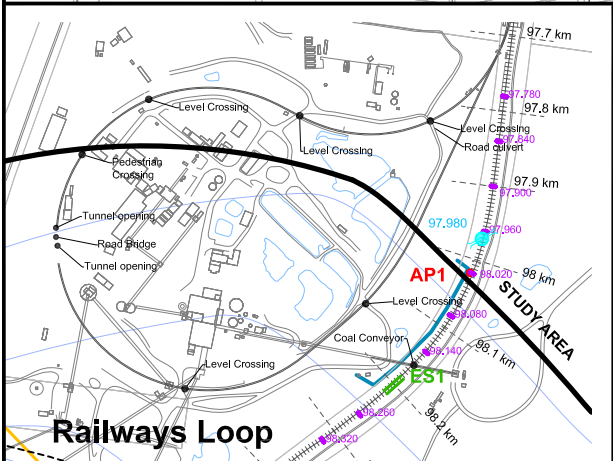 97.7 km
97.780
97.8 km
Level Crossing
Level Crossing
Level Crossing
Road culvert
97.840
Pedestrian
Crossing
97.9 km
97.900
Tunnel opening
97.980
97.960
Road Bridge
Tunnel opening
AP1
98.020
98 km
STUDY AREA
Level Crossing
98.080
Coal Conveyor
98.140
98.1 km
Level Crossing
ES1
98.260
98.2 km
Railways Loop
98.320